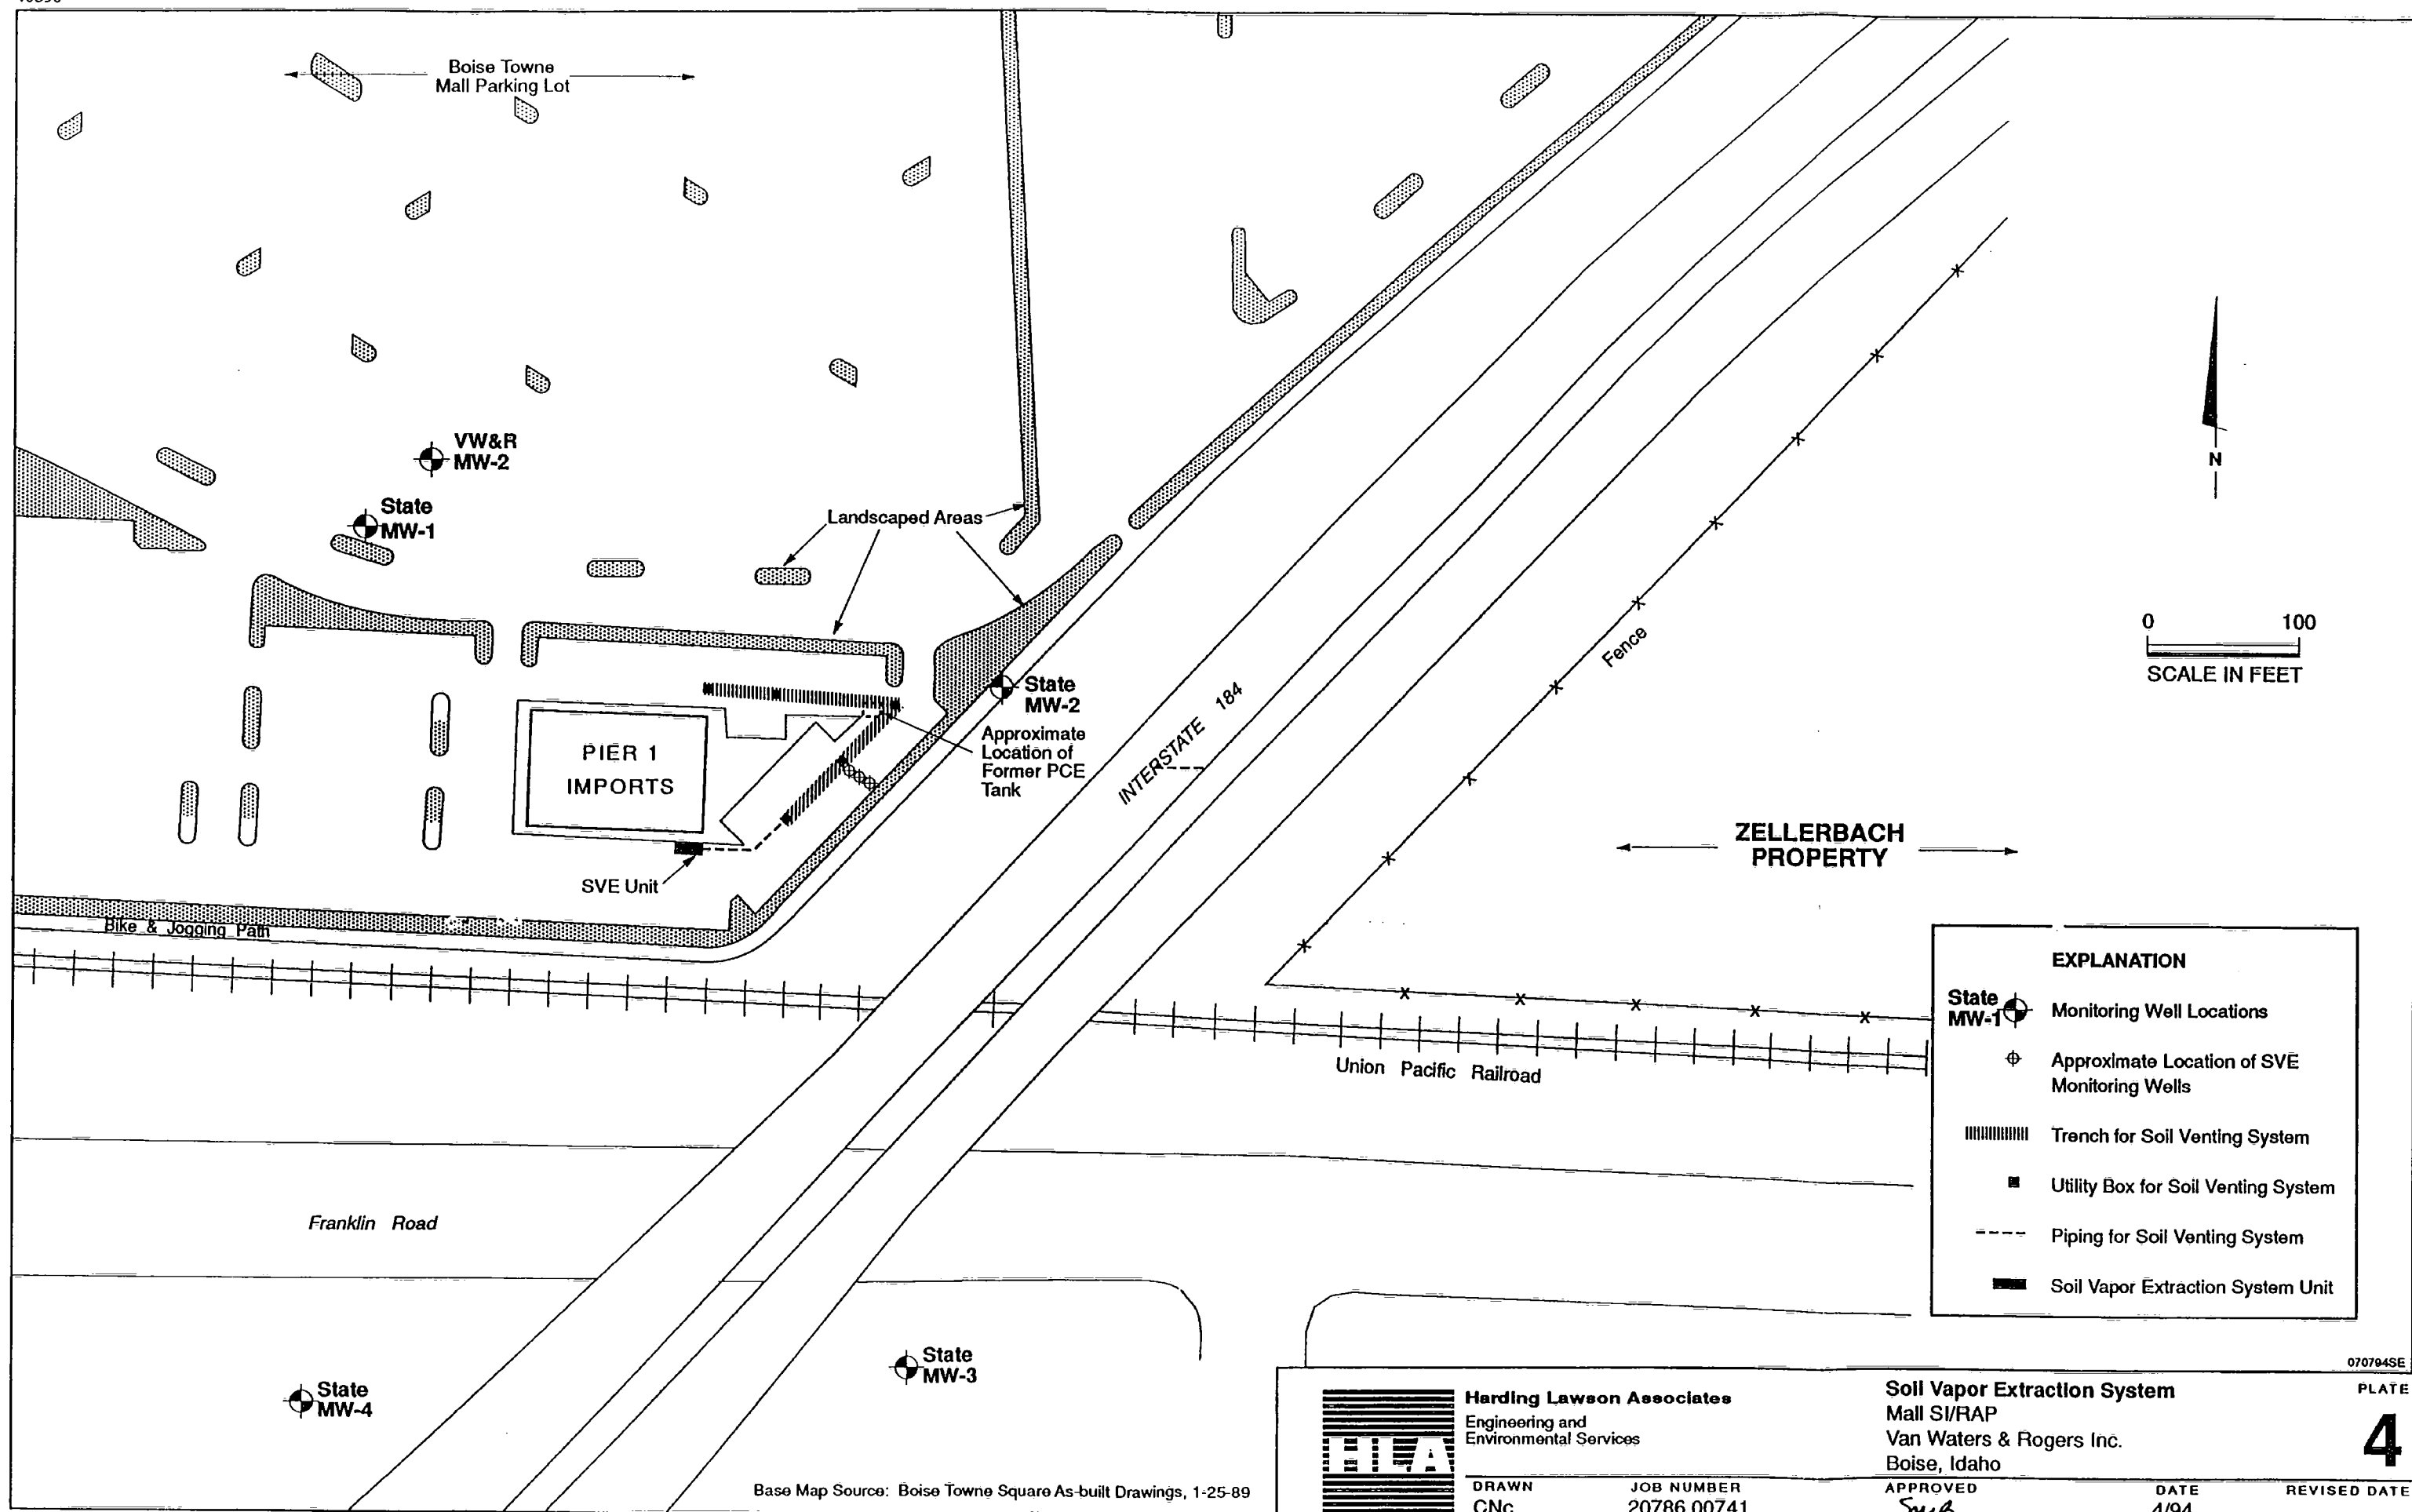 Boise Towne
Mall Parking Lot
VW&R
MW-2
State
MW-1
Landscaped Areas
State
MW-2
Approximate
Location of
Former PCE
Tank
PIER 1
IMPORTS
SVE Unit
Bike & Jogging Path
INTERSTATE 184
Fence
N
0 100
SCALE IN FEET
ZELLERBACH
PROPERTY
Union Pacific Railroad
Franklin Road
State
MW-3
State
MW-4
EXPLANATION
State
MW-1
Monitoring Well Locations
Approximate Location of SVE
Monitoring Wells
Trench for Soil Venting System
Utility Box for Soil Venting System
Piping for Soil Venting System
Soil Vapor Extraction System Unit
070794SE
Base Map Source: Boise Towne Square As-built Drawings, 1-25-89
HLA
Harding Lawson Associates
Engineering and
Environmental Services
Soil Vapor Extraction System
Mall SI/RAP
Van Waters & Rogers Inc.
Boise, Idaho
PLATE
4
DRAWN JOB NUMBER APPROVED DATE REVISED DATE
CNc 20786 00741 4/94